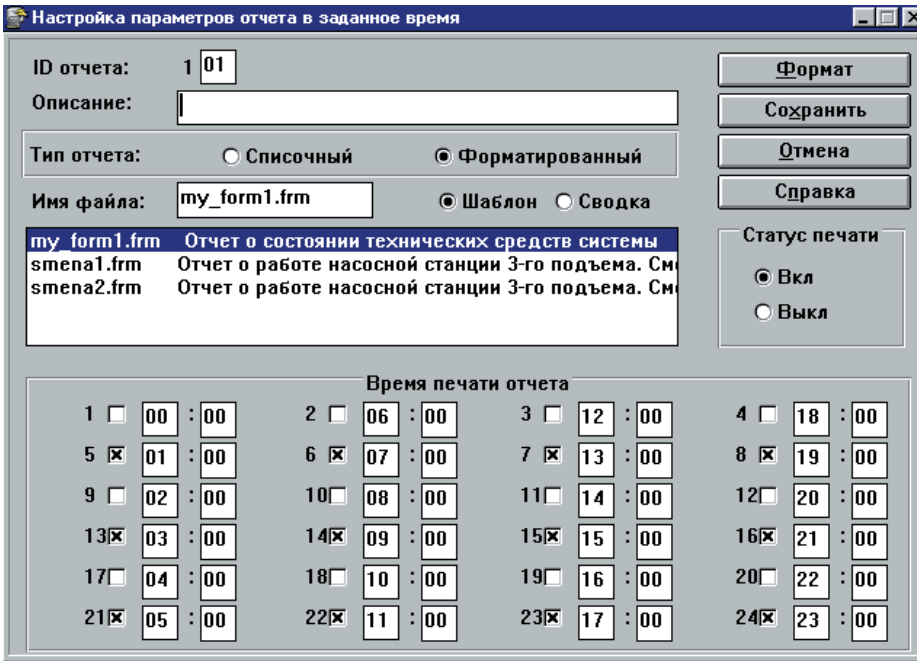 Настройка параметров отчета в заданное время
ID отчета: 1 01
Формат
Описание:
Сохранить
Тип отчета: Списочный Форматированный
Отмена
Имя файла: my_form1.frm Шаблон Сводка
Справка
my_form1.frm Отчет о состоянии технических средств системы
smena1.frm Отчет о работе насосной станции 3-го подъема. См
smena2.frm Отчет о работе насосной станции 3-го подъема. См
Статус печати
Вкл
Выкл
Время печати отчета
1 00 : 00 2 06 : 00 3 12 : 00 4 18 : 00
5 01 : 00 6 07 : 00 7 13 : 00 8 19 : 00
9 02 : 00 10 08 : 00 11 14 : 00 12 20 : 00
13 03 : 00 14 09 : 00 15 15 : 00 16 21 : 00
17 04 : 00 18 10 : 00 19 16 : 00 20 22 : 00
21 05 : 00 22 11 : 00 23 17 : 00 24 23 : 00